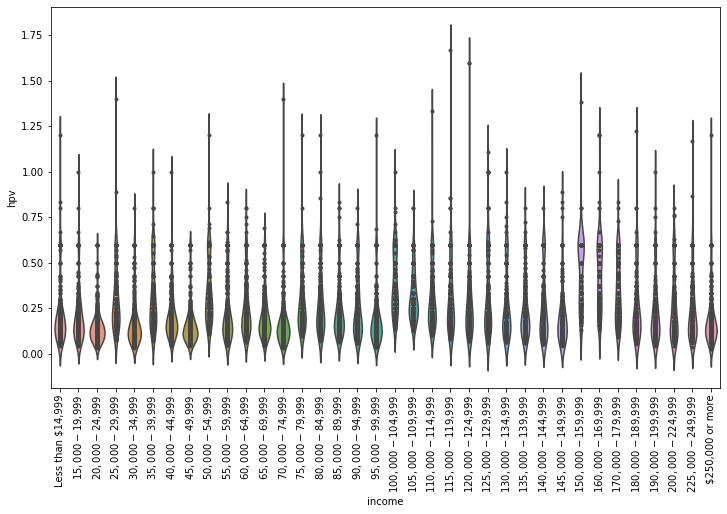 hpv
1.75
1.50
1.25
1.00
0.75
0.50
0.25
0.00
Less than $14,999
15,000 − 19,999
20,000 − 24,999
25,000 − 29,999
30,000 − 34,999
35,000 − 39,999
40,000 − 44,999
45,000 − 49,999
50,000 − 54,999
55,000 − 59,999
60,000 − 64,999
65,000 − 69,999
70,000 − 74,999
75,000 − 79,999
80,000 − 84,999
85,000 − 89,999
90,000 − 94,999
95,000 − 99,999
100,000 − 104,999
105,000 − 109,999
110,000 − 114,999
115,000 − 119,999
120,000 − 124,999
125,000 − 129,999
130,000 − 134,999
135,000 − 139,999
140,000 − 144,999
145,000 − 149,999
150,000 − 159,999
160,000 − 169,999
170,000 − 179,999
180,000 − 189,999
190,000 − 199,999
200,000 − 224,999
225,000 − 249,999
$250,000 or more
income